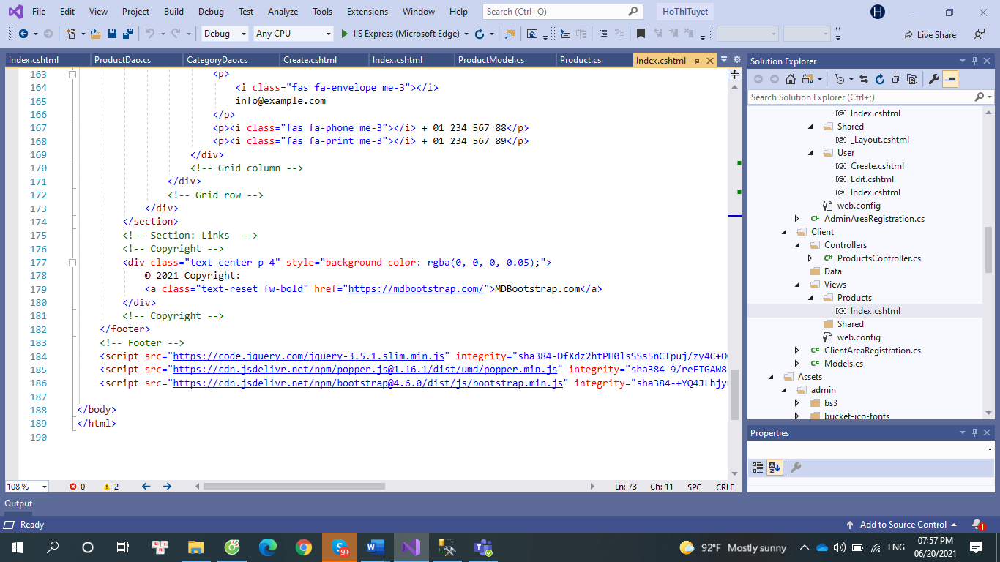 File Edit View Project Build Debug Test Analyze Tools Extensions Window Help Search (Ctrl+Q) HoThiTuyet H
Debug Any CPU IIS Express (Microsoft Edge) Live Share
Index.cshtml ProductDao.cs CategoryDao.cs Create.cshtml Index.cshtml ProductModel.cs Product.cs Index.cshtml
163 <p>
164 <i class="fas fa-envelope me-3"></i>
165 info@example.com
166 </p>
167 <p><i class="fas fa-phone me-3"></i> + 01 234 567 88</p>
168 <p><i class="fas fa-print me-3"></i> + 01 234 567 89</p>
169 </div>
170 <!-- Grid column -->
171 </div>
172 <!-- Grid row -->
173 </div>
174 </section>
175 <!-- Section: Links  -->
176 <!-- Copyright -->
177 <div class="text-center p-4" style="background-color: rgba(0, 0, 0, 0.05);">
178 © 2021 Copyright:
179 <a class="text-reset fw-bold" href="https://mdbootstrap.com/">MDBootstrap.com</a>
180 </div>
181 <!-- Copyright -->
182 </footer>
183 <!-- Footer -->
184 <script src="https://code.jquery.com/jquery-3.5.1.slim.min.js" integrity="sha384-DfXdz2htPH0lsSSs5nCTpuj/zy4C+O
185 <script src="https://cdn.jsdelivr.net/npm/popper.js@1.16.1/dist/umd/popper.min.js" integrity="sha384-9/reFTGAW8
186 <script src="https://cdn.jsdelivr.net/npm/bootstrap@4.6.0/dist/js/bootstrap.min.js" integrity="sha384-+YQ4JLhjy
187
188 </body>
189 </html>
190
108 % 0 2 Ln: 73 Ch: 11 SPC CRLF
Solution Explorer
Search Solution Explorer (Ctrl+;)
Index.cshtml
Shared
_Layout.cshtml
User
Create.cshtml
Edit.cshtml
Index.cshtml
web.config
C# AdminAreaRegistration.cs
Client
Controllers
C# ProductsController.cs
Data
Views
Products
Index.cshtml
Shared
web.config
C# ClientAreaRegistration.cs
C# Models.cs
Assets
admin
bs3
bucket-ico-fonts
Properties
Output
Ready Add to Source Control 1
9+ 92°F Mostly sunny ENG 07:57 PM
06/20/2021